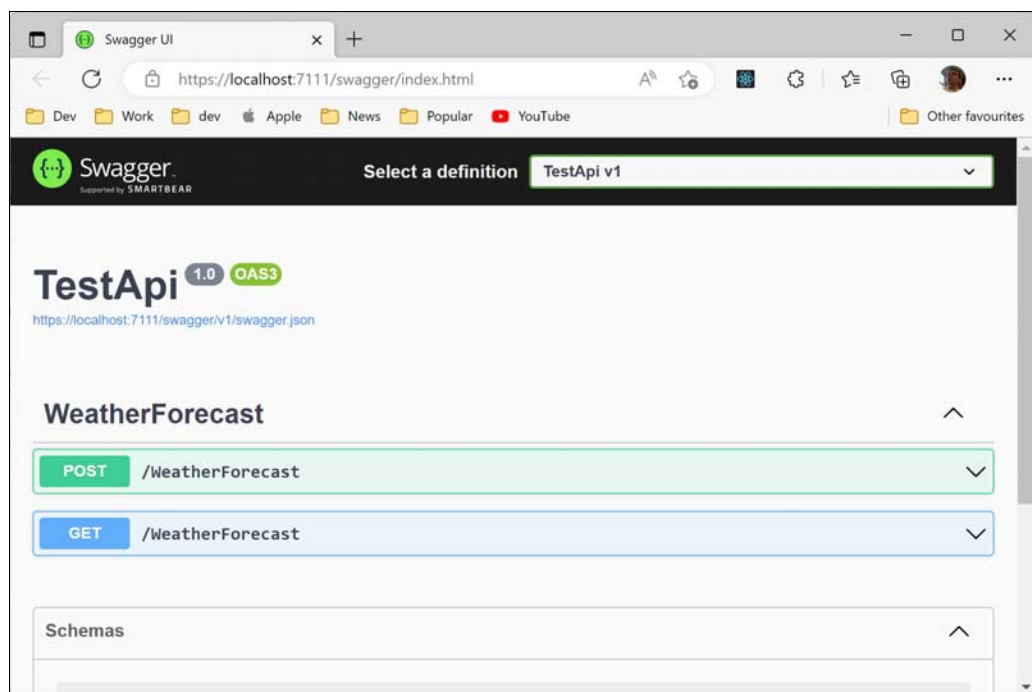 Swagger UI
https://localhost:7111/swagger/index.html
Dev Work dev Apple News Popular YouTube Other favourites
Swagger. Select a definition TestApi v1
Supported by SMARTBEAR
TestApi 1.0 OAS3
https://localhost:7111/swagger/v1/swagger.json
WeatherForecast
POST /WeatherForecast
GET /WeatherForecast
Schemas